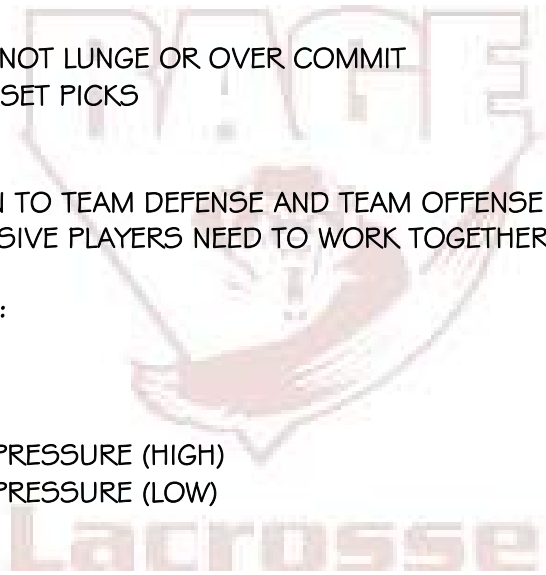 RAGE
NOT LUNGE OR OVER COMMIT
SET PICKS
TO TEAM DEFENSE AND TEAM OFFENSE
SIVE PLAYERS NEED TO WORK TOGETHER
:
PRESSURE (HIGH)
PRESSURE (LOW)
Lacrosse